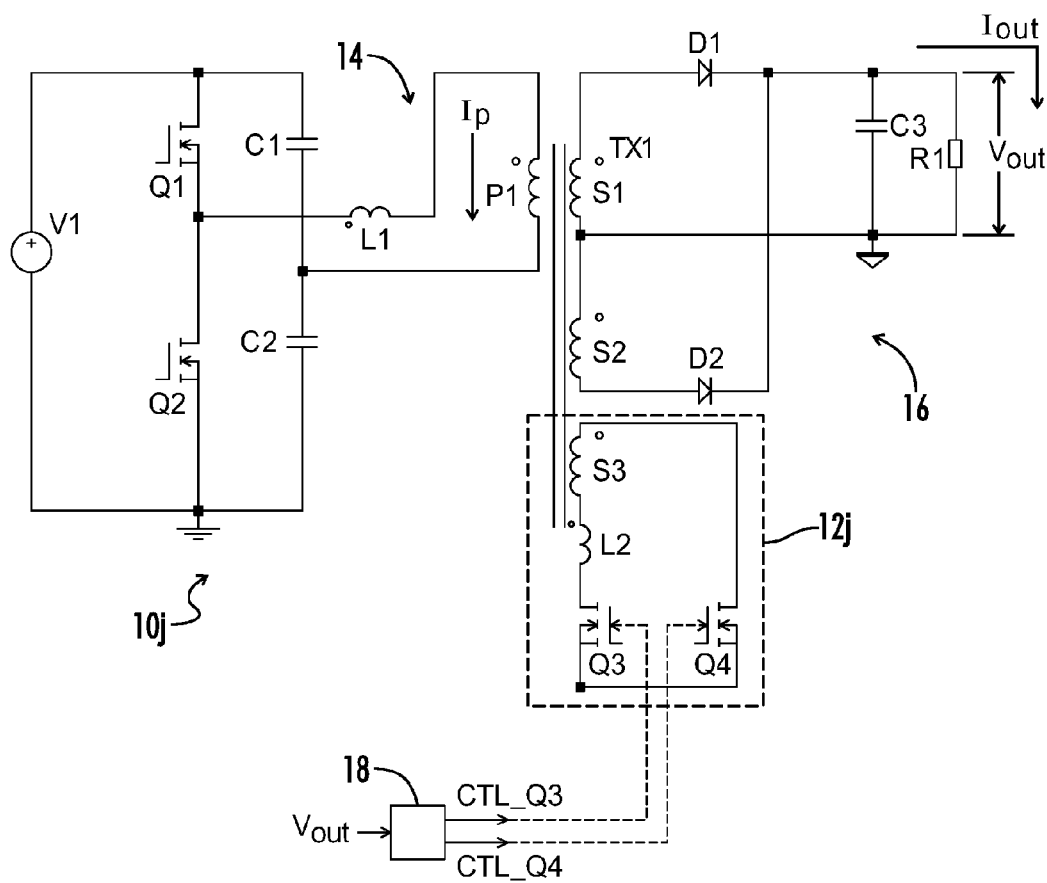 Iout
D1
14
Ip
C1
TX1
C3
R1
Vout
Q1
P1
S1
V1
+
L1
C2
S2
D2
Q2
16
S3
12j
L2
10j
Q3
Q4
18
CTL_Q3
Vout
CTL_Q4